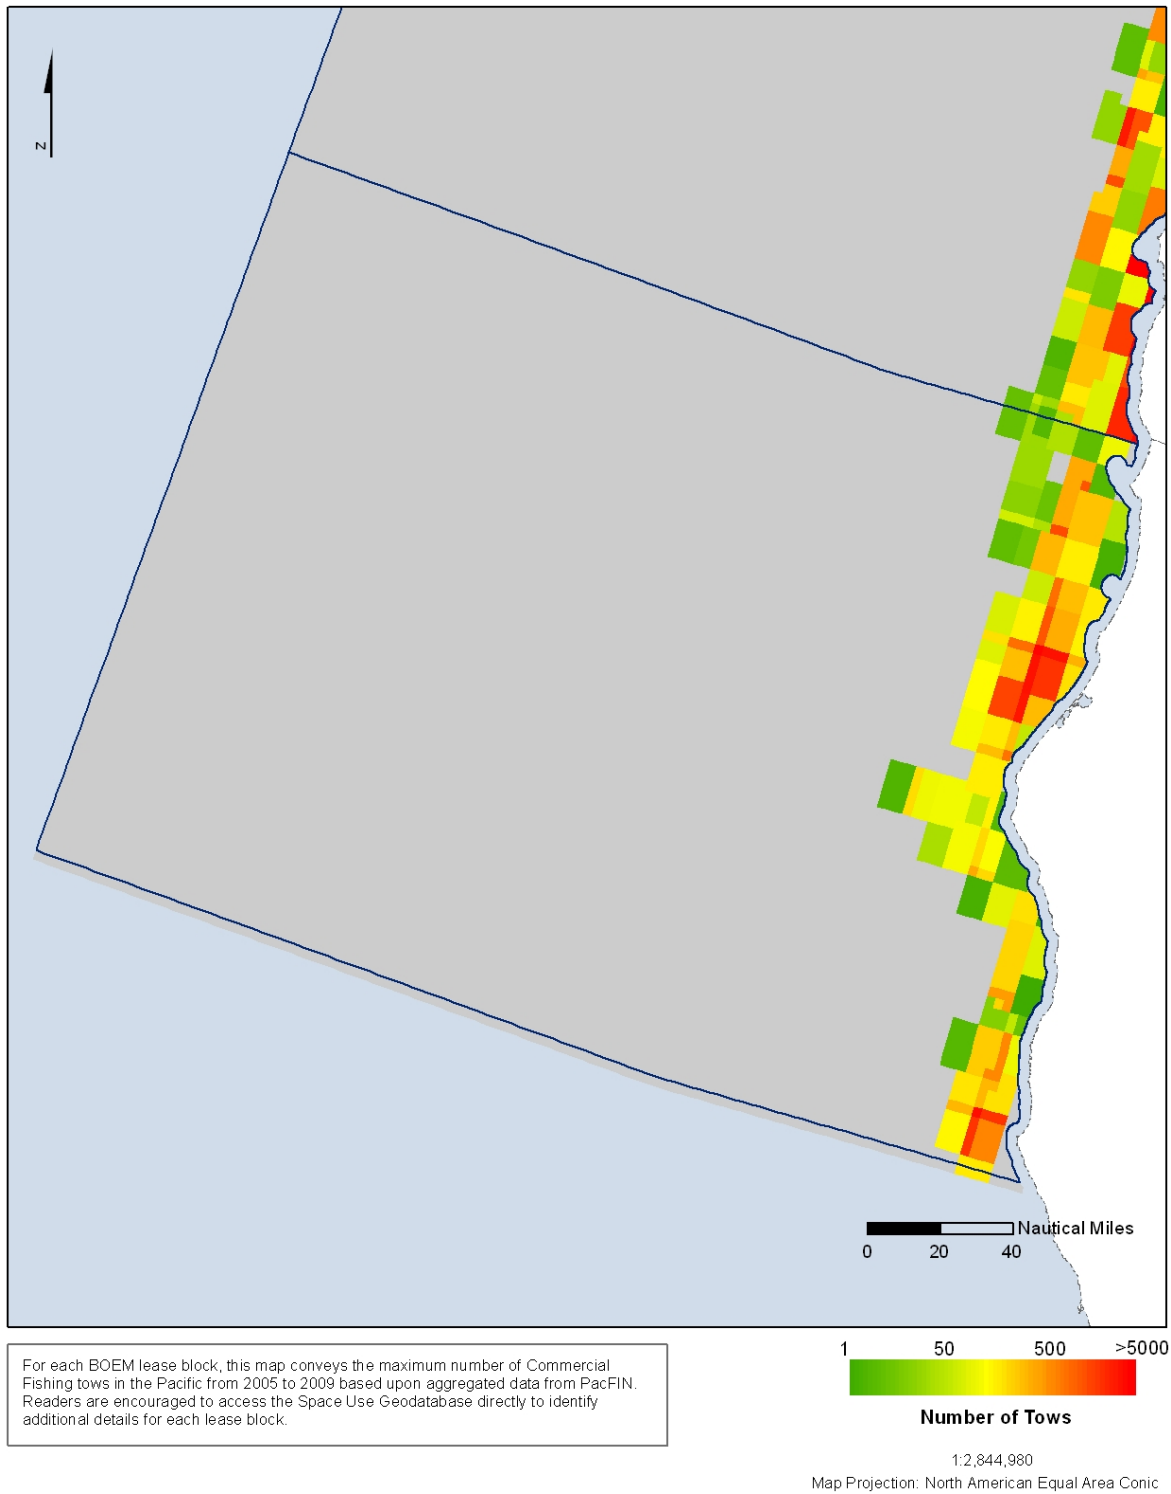 z
Nautical Miles
0 20 40
For each BOEM lease block, this map conveys the maximum number of Commercial
Fishing tows in the Pacific from 2005 to 2009 based upon aggregated data from PacFIN.
Readers are encouraged to access the Space Use Geodatabase directly to identify
additional details for each lease block.
1 50 500 >5000
Number of Tows
1:2,844,980
Map Projection: North American Equal Area Conic